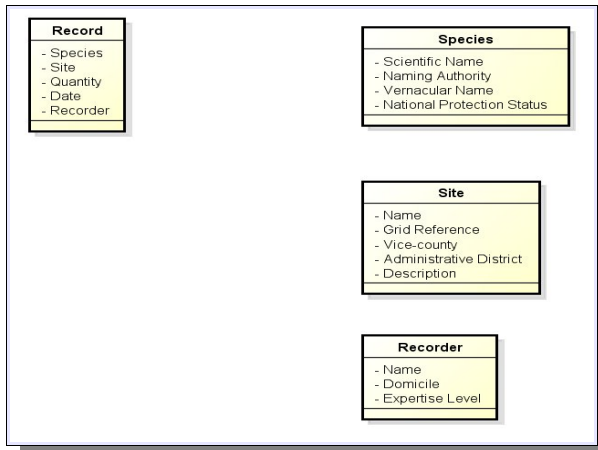 Record
- Species
- Site
- Quantity
- Date
- Recorder
Species
- Scientific Name
- Naming Authority
- Vernacular Name
- National Protection Status
Site
- Name
- Grid Reference
- Vice-county
- Administrative District
- Description
Recorder
- Name
- Domicile
- Expertise Level